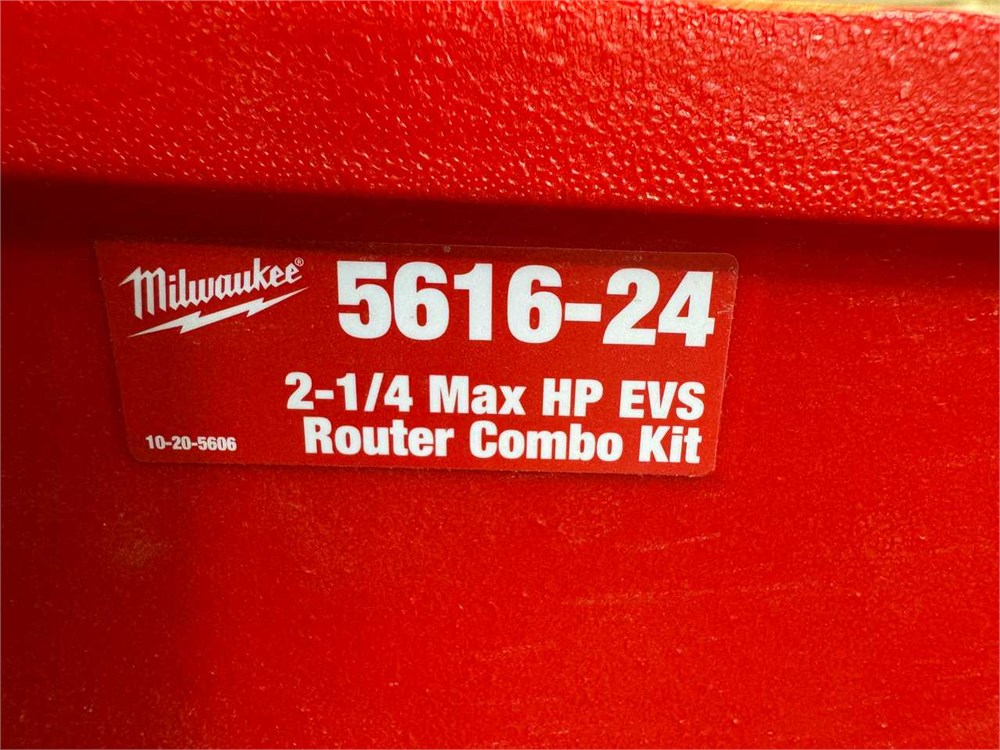 Milwaukee®
5616-24
2-1/4 Max HP EVS
Router Combo Kit
10-20-5606